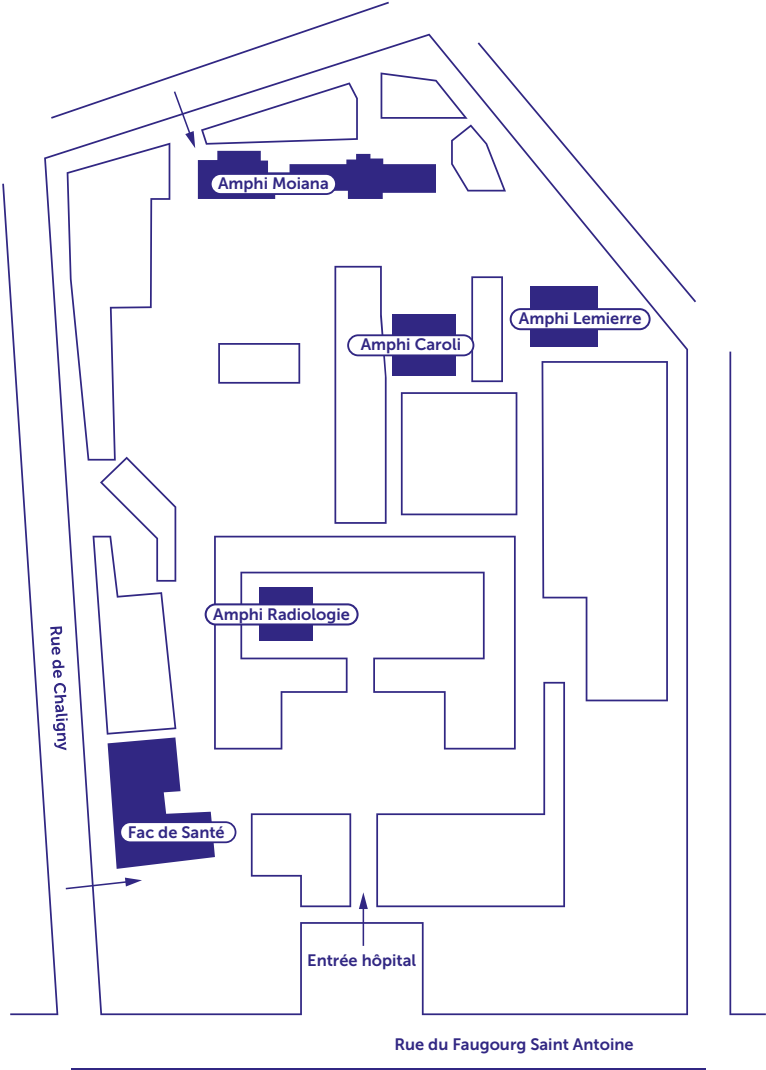 Amphi Moiana
Amphi Lemierre
Amphi Caroli
Amphi Radiologie
Rue de Chaligny
Fac de Santé
Entrée hôpital
Rue du Faugourg Saint Antoine